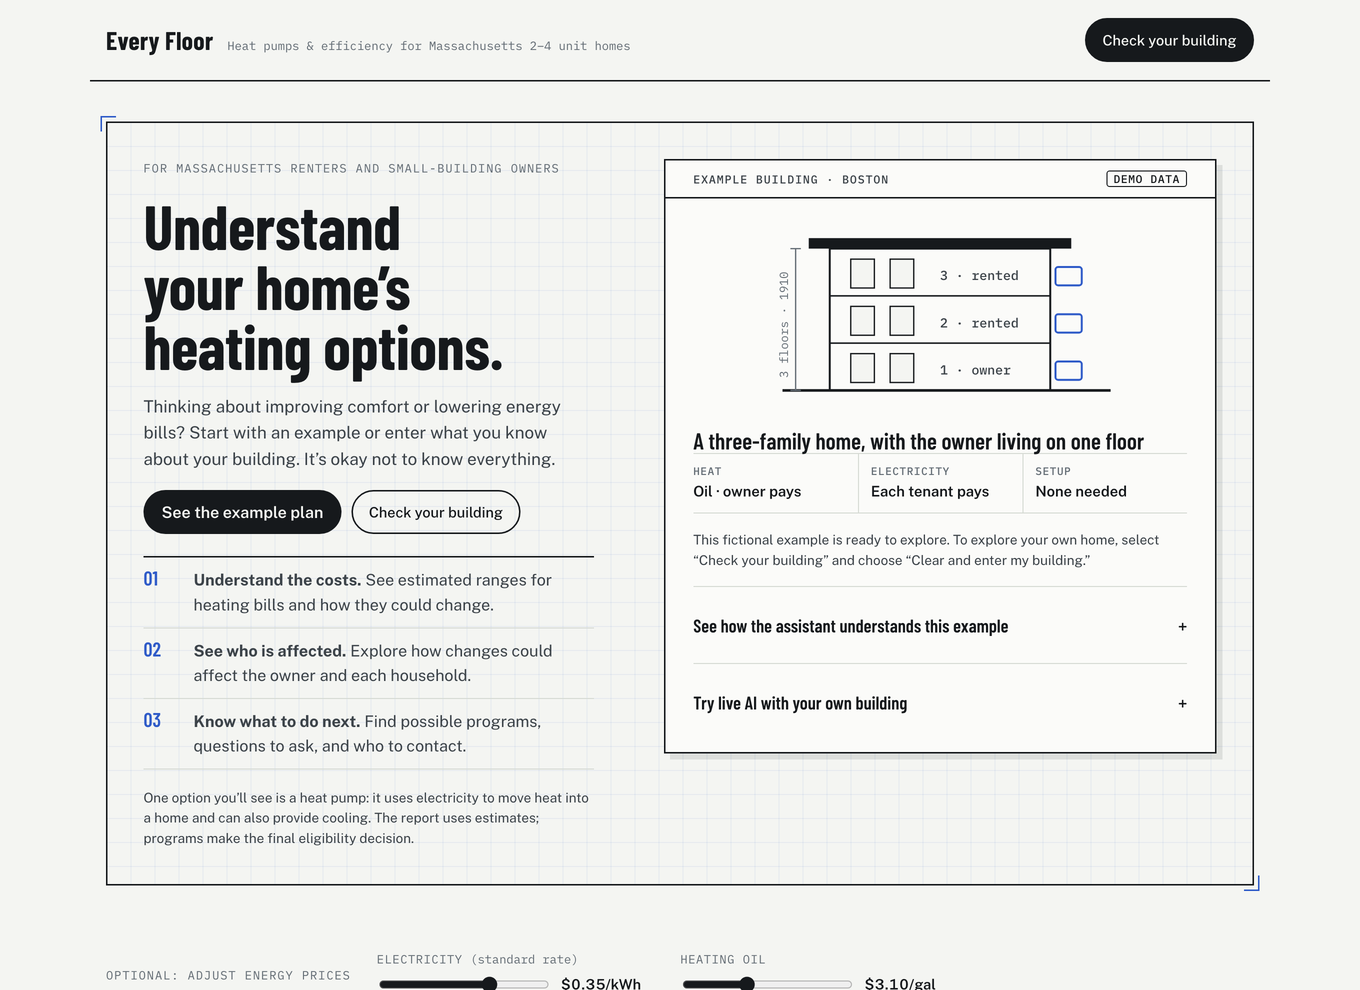 Every Floor
Heat pumps & efficiency for Massachusetts 2–4 unit homes
Check your building
FOR MASSACHUSETTS RENTERS AND SMALL-BUILDING OWNERS
Understand
your home’s
heating options.
Thinking about improving comfort or lowering energy
bills? Start with an example or enter what you know
about your building. It’s okay not to know everything.
See the example plan
Check your building
01 Understand the costs. See estimated ranges for
heating bills and how they could change.
02 See who is affected. Explore how changes could
affect the owner and each household.
03 Know what to do next. Find possible programs,
questions to ask, and who to contact.
One option you’ll see is a heat pump: it uses electricity to move heat into
a home and can also provide cooling. The report uses estimates;
programs make the final eligibility decision.
EXAMPLE BUILDING · BOSTON
DEMO DATA
3 floors · 1910
3 · rented
2 · rented
1 · owner
A three-family home, with the owner living on one floor
HEAT
Oil · owner pays
ELECTRICITY
Each tenant pays
SETUP
None needed
This fictional example is ready to explore. To explore your own home, select
“Check your building” and choose “Clear and enter my building.”
See how the assistant understands this example +
Try live AI with your own building +
OPTIONAL: ADJUST ENERGY PRICES
ELECTRICITY (standard rate)
$0.35/kWh
HEATING OIL
$3.10/gal